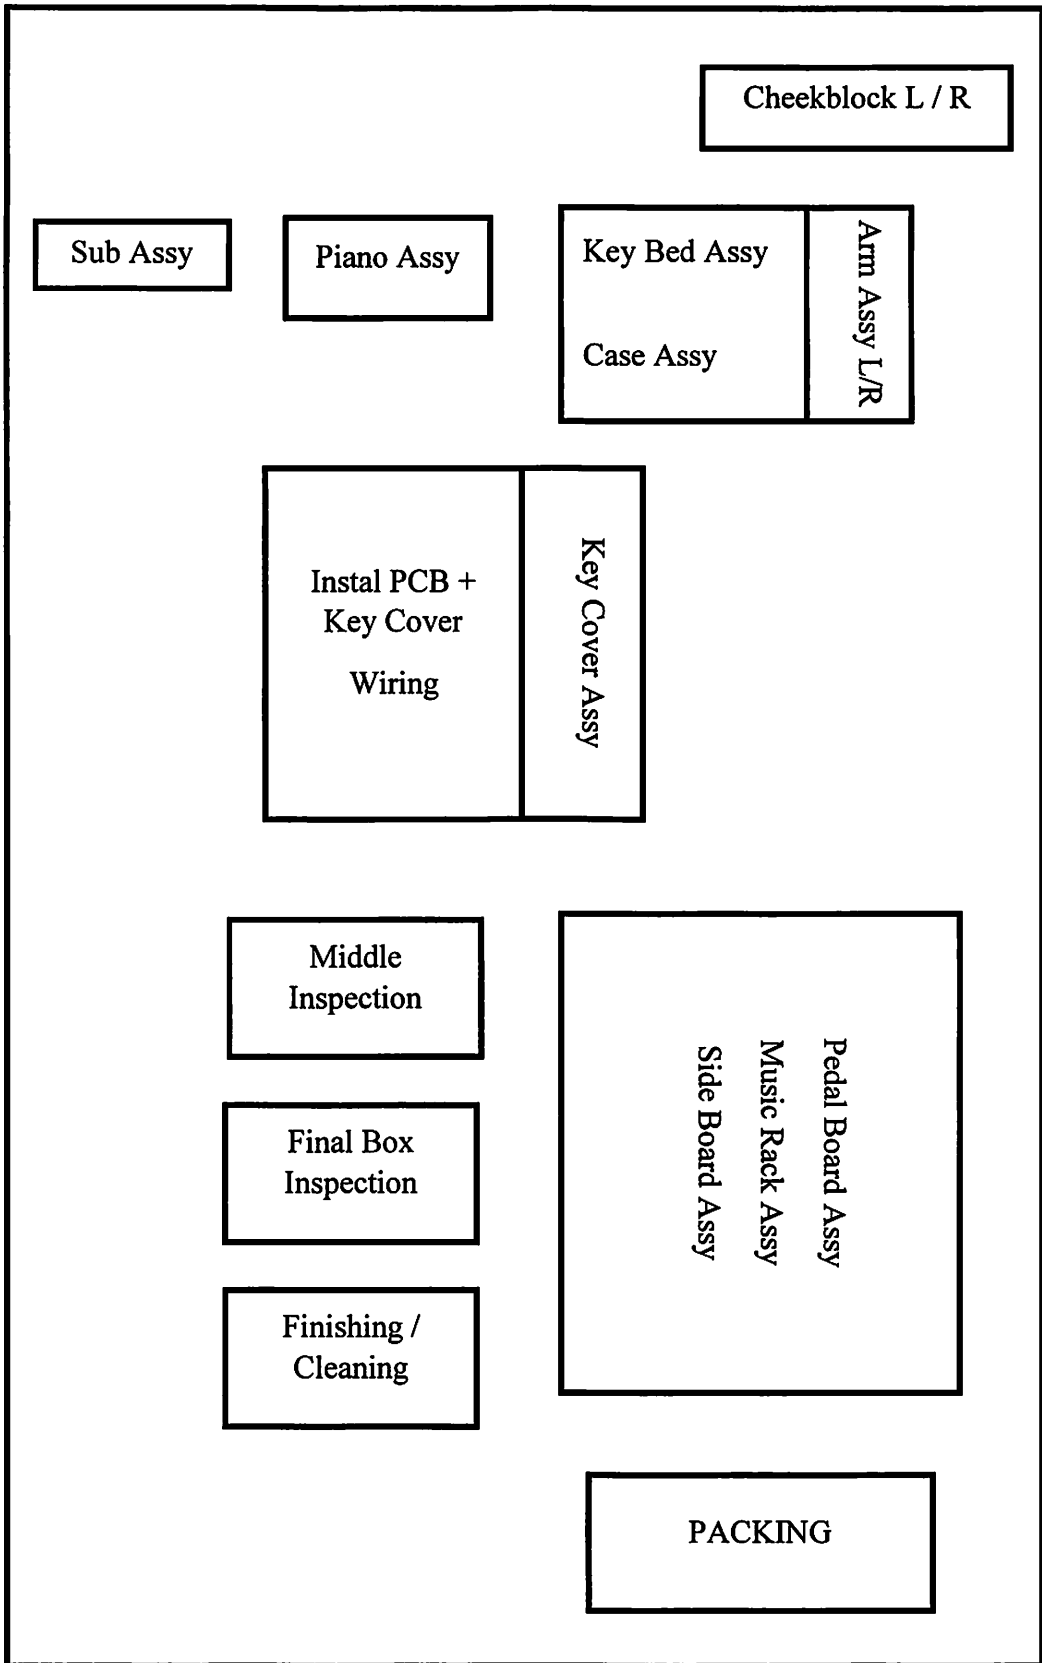 Cheekblock L / R
Sub Assy
Piano Assy
Key Bed Assy
Case Assy
Arm Assy L/R
Instal PCB +
Key Cover
Wiring
Key Cover Assy
Middle
Inspection
Final Box
Inspection
Finishing /
Cleaning
Pedal Board Assy
Music Rack Assy
Side Board Assy
PACKING